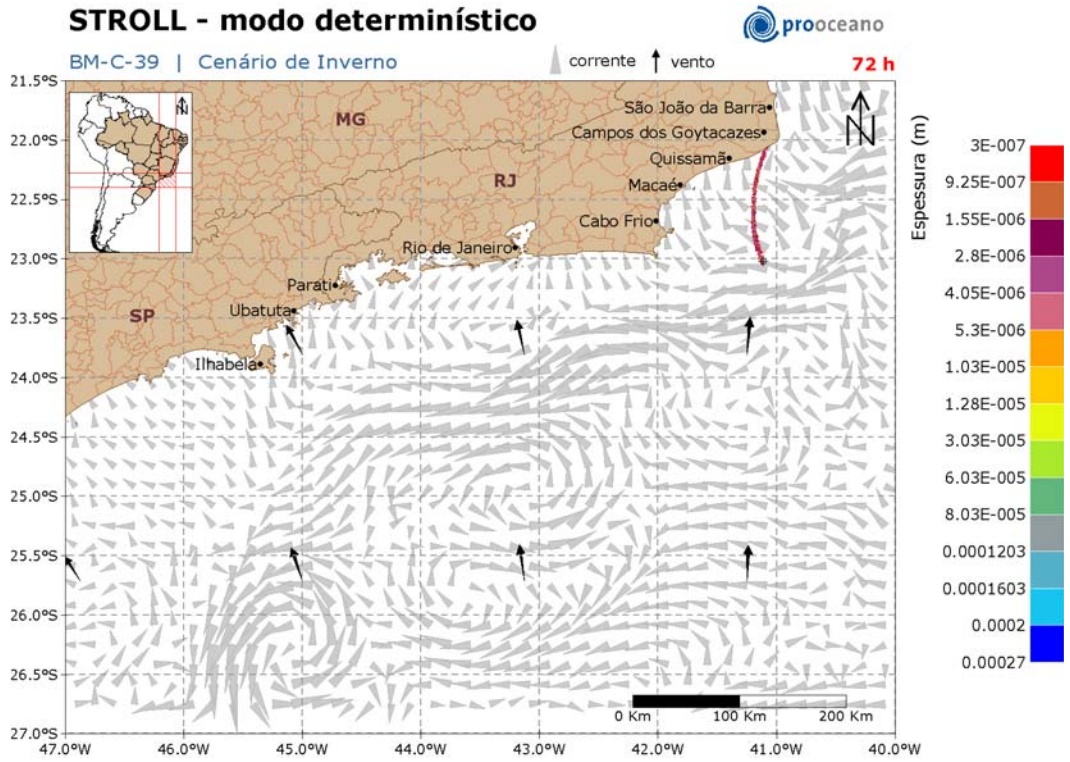 STROLL - modo determinístico
prooceano
BM-C-39 | Cenário de Inverno
corrente
vento
72 h
N
N
21.5°S
22.0°S
22.5°S
23.0°S
23.5°S
24.0°S
24.5°S
25.0°S
25.5°S
26.0°S
26.5°S
27.0°S
MG
RJ
SP
São João da Barra
Campos dos Goytacazes
Quissamã
Macaé
Cabo Frio
Rio de Janeiro
Parati
Ubatuta
Ilhabela
0 Km 100 Km 200 Km
47.0°W 46.0°W 45.0°W 44.0°W 43.0°W 42.0°W 41.0°W 40.0°W
Espessura (m)
3E-007
9.25E-007
1.55E-006
2.8E-006
4.05E-006
5.3E-006
1.03E-005
1.28E-005
3.03E-005
6.03E-005
8.03E-005
0.0001203
0.0001603
0.0002
0.00027